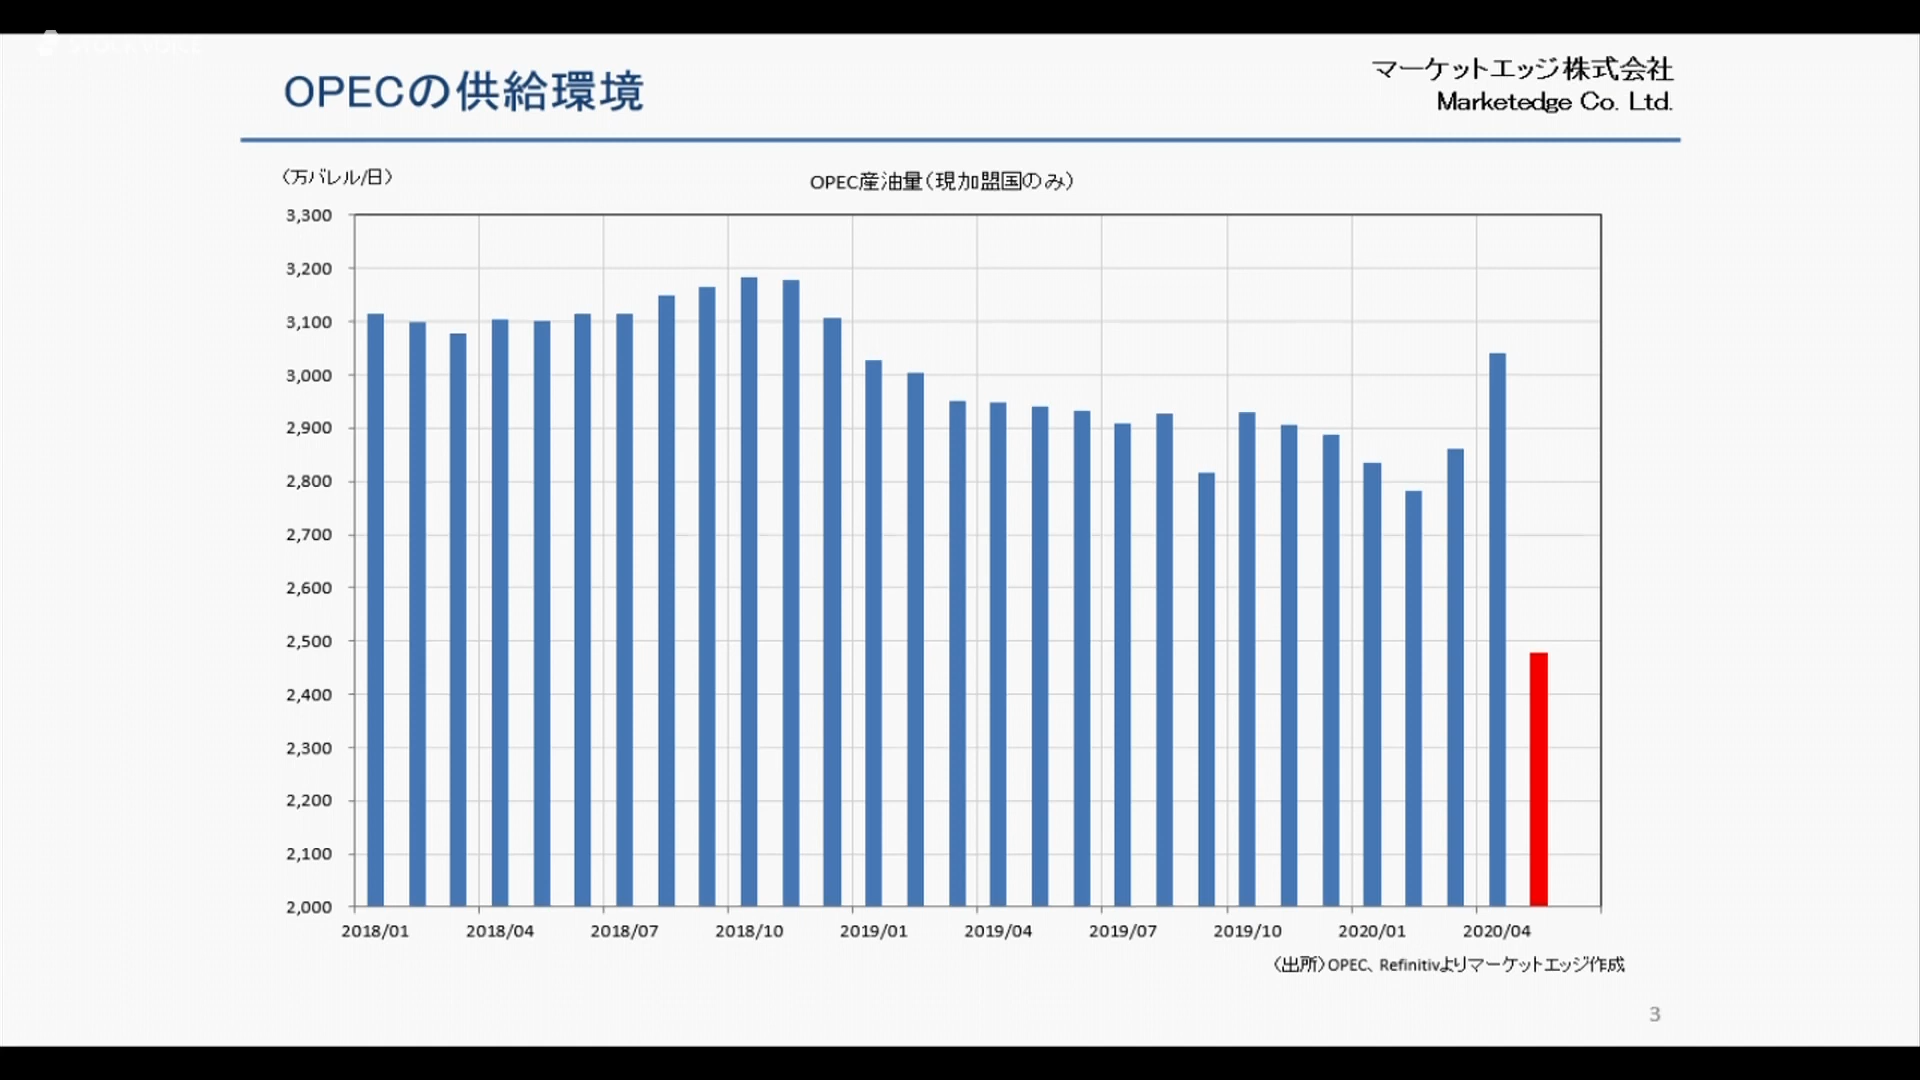 OPECの供給環境
マーケットエッジ株式会社
Marketedge Co. Ltd.
（万バレル/日）
OPEC産油量（現加盟国のみ）
3,300
3,200
3,100
3,000
2,900
2,800
2,700
2,600
2,500
2,400
2,300
2,200
2,100
2,000
2018/01 2018/04 2018/07 2018/10 2019/01 2019/04 2019/07 2019/10 2020/01 2020/04
（出所）OPEC、Refinitivよりマーケットエッジ作成
3